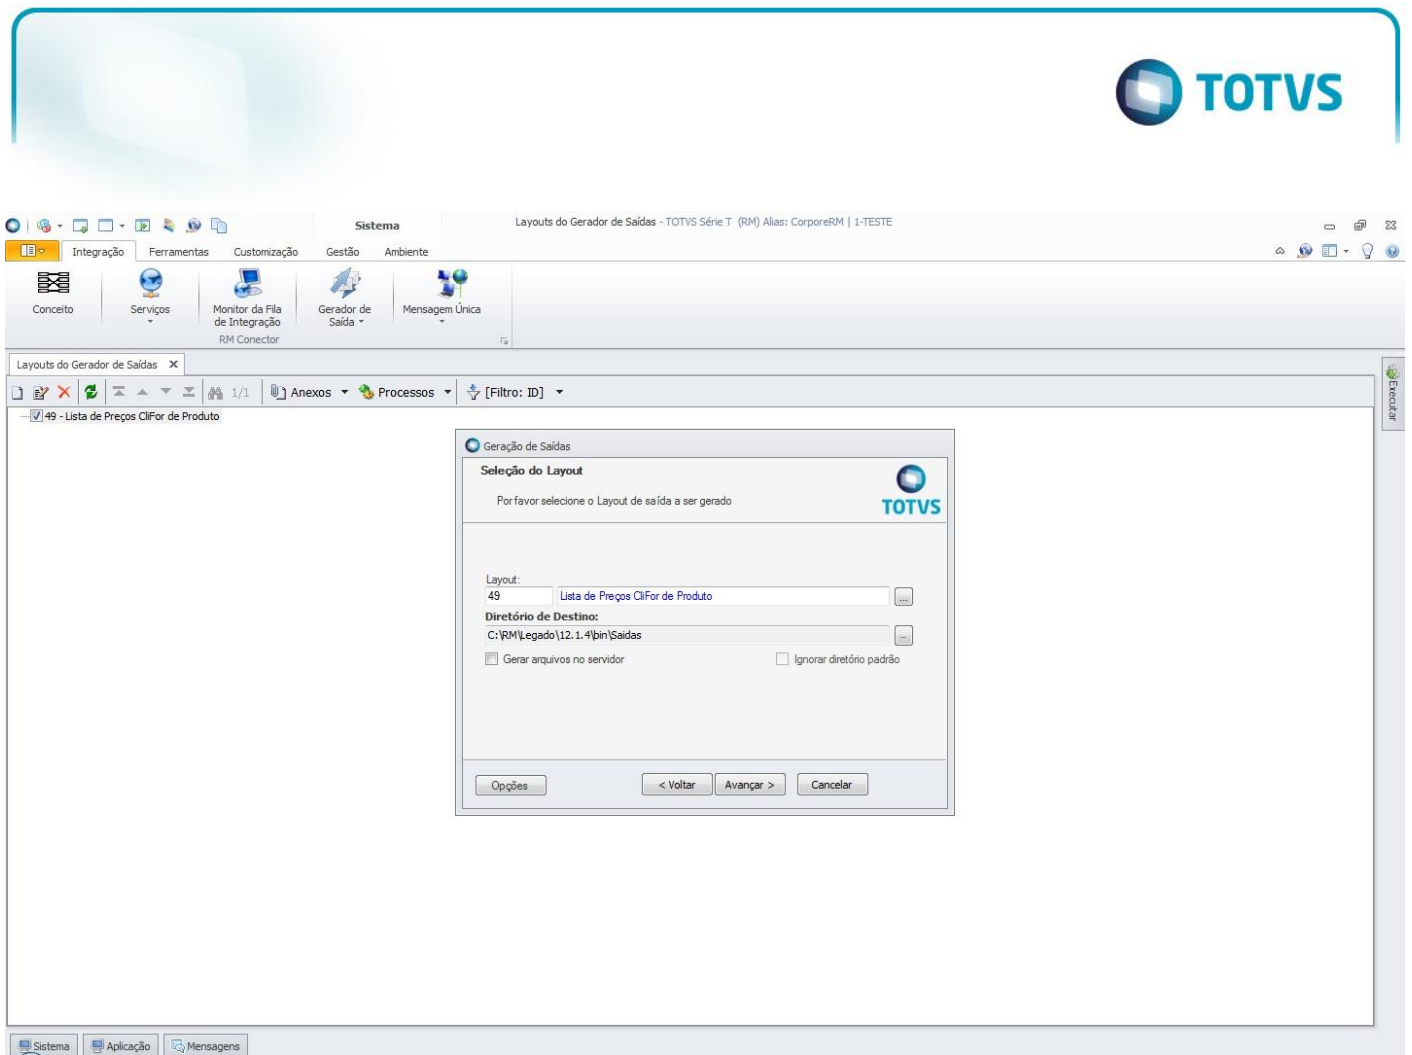 TOTVS
Sistema
Layouts do Gerador de Saídas - TOTVS Série T (RM) Alias: CorporeRM | 1-TESTE
Integração Ferramentas Customização Gestão Ambiente
Conceito
Serviços
Monitor da Fila
de Integração
Gerador de
Saída
Mensagem Única
RM Conector
Layouts do Gerador de Saídas X
1/1 Anexos Processos [Filtro: ID]
Executar
49 - Lista de Preços CliFor de Produto
Geração de Saídas
Seleção do Layout
Por favor selecione o Layout de saída a ser gerado
TOTVS
Layout:
49 Lista de Preços CliFor de Produto ...
Diretório de Destino:
C:\RM\Legado\12.1.4\bin\Saidas ...
Gerar arquivos no servidor Ignorar diretório padrão
Opções < Voltar Avançar > Cancelar
Sistema Aplicação Mensagens